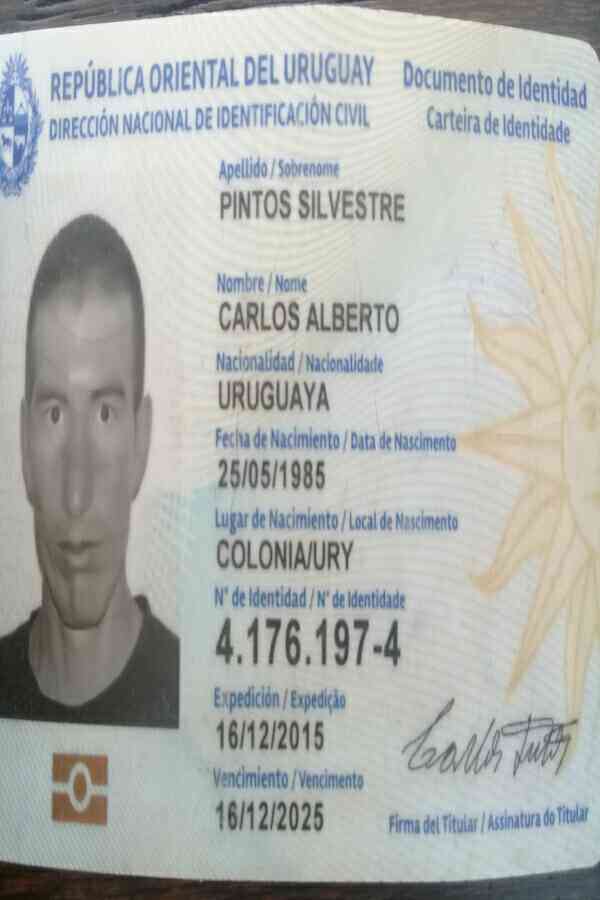 REPÚBLICA ORIENTAL DEL URUGUAY
DIRECCIÓN NACIONAL DE IDENTIFICACIÓN CIVIL
Documento de Identidad
Carteira de Identidade
Apellido / Sobrenome
PINTOS SILVESTRE
Nombre / Nome
CARLOS ALBERTO
Nacionalidad / Nacionalidade
URUGUAYA
Fecha de Nacimiento / Data de Nascimento
25/05/1985
Lugar de Nacimiento / Local de Nascimento
COLONIA/URY
N° de Identidad / N° de Identidade
4.176.197-4
Expedición / Expedição
16/12/2015
Vencimiento / Vencimento
16/12/2025
Firma del Titular / Assinatura do Titular